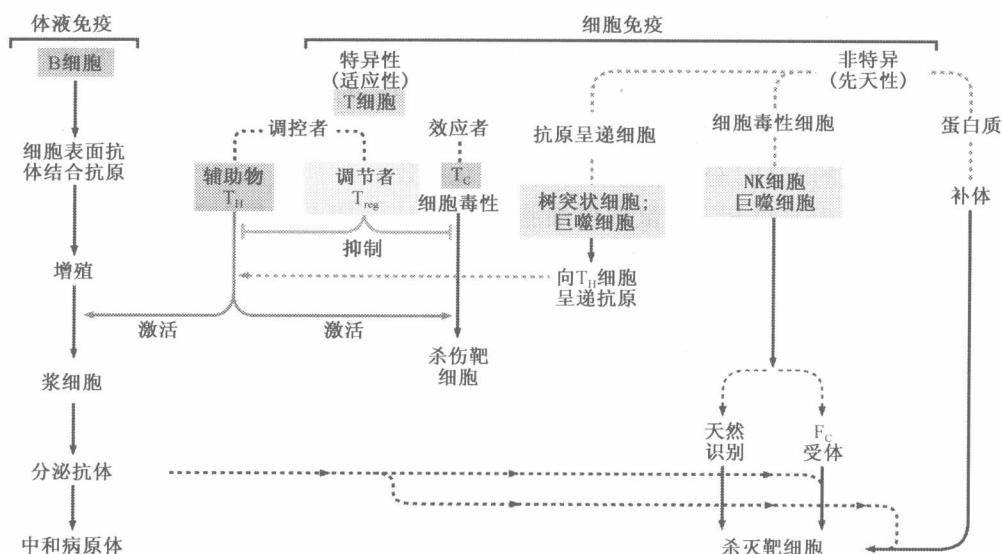 体液免疫
细胞免疫
B细胞
特异性
(适应性)
T细胞
非特异
(先天性)
调控者
效应者
抗原呈递细胞
细胞毒性细胞
蛋白质
细胞表面抗
体结合抗原
辅助物
TH
调节者
Treg
TC
细胞毒性
树突状细胞;
巨噬细胞
NK细胞
巨噬细胞
补体
抑制
增殖
向TH细胞
呈递抗原
激活
激活
杀伤靶
细胞
浆细胞
天然
识别
FC
受体
分泌抗体
中和病原体
杀灭靶细胞